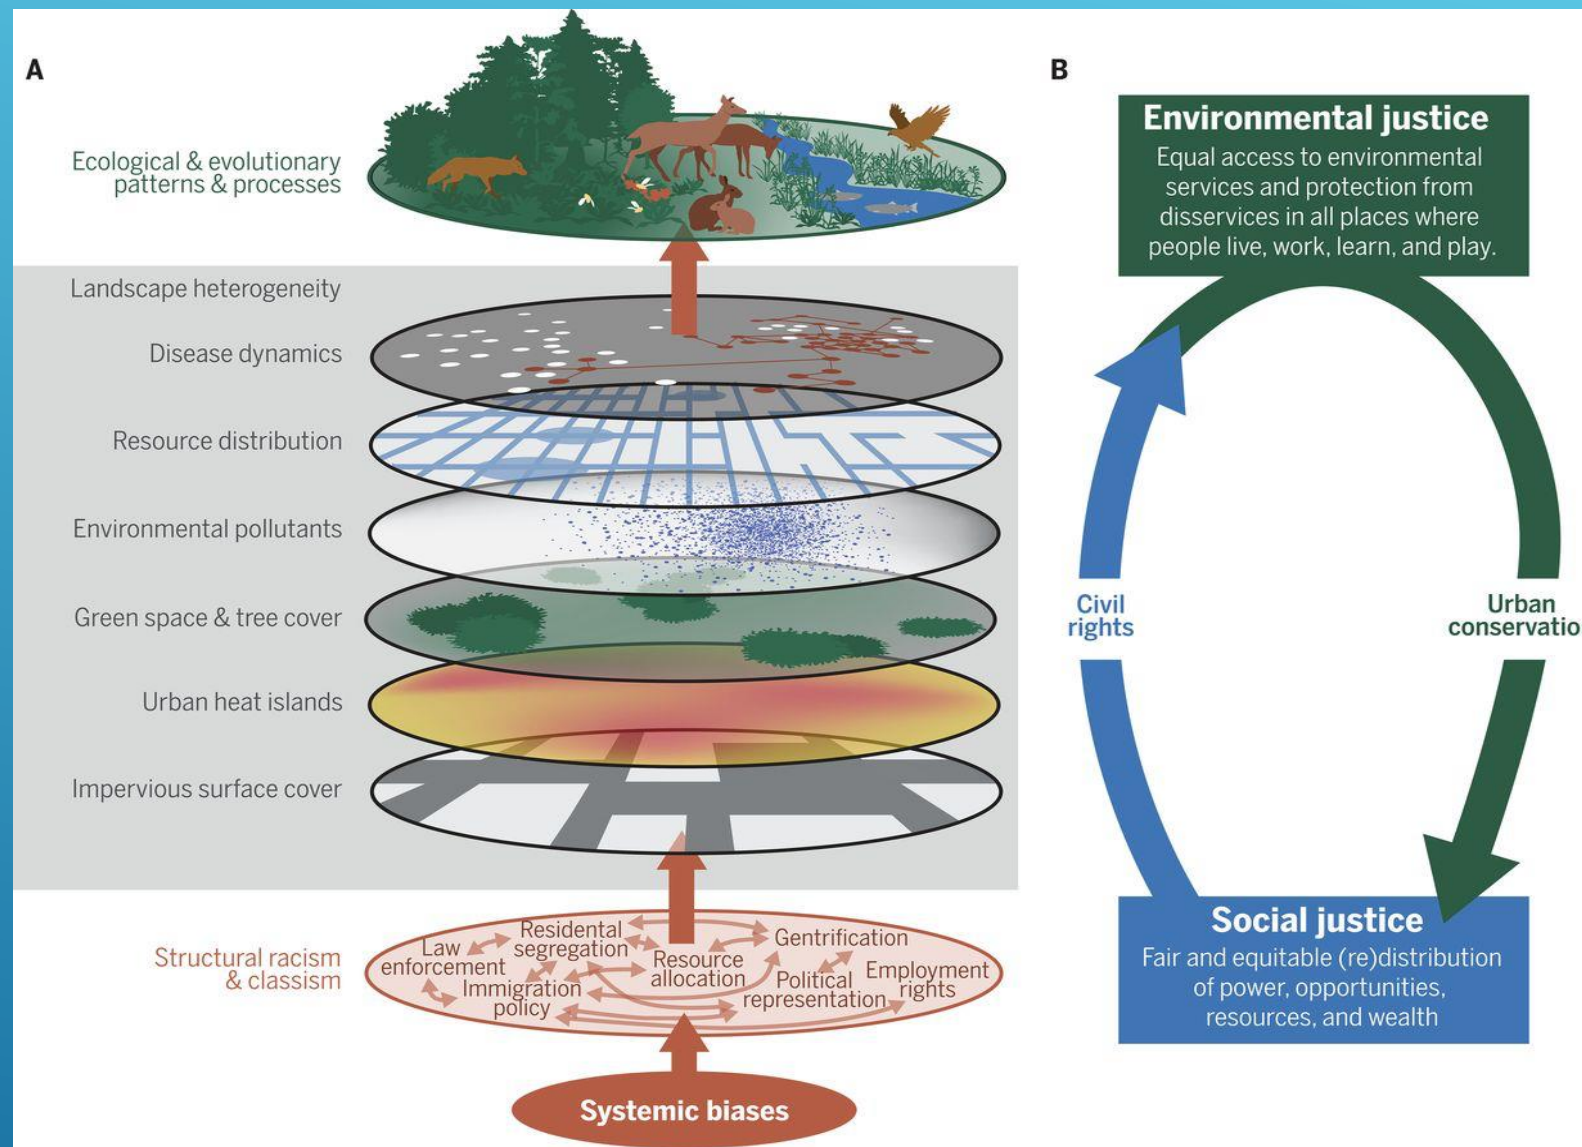 A
Ecological & evolutionary
patterns & processes
Landscape heterogeneity
Disease dynamics
Resource distribution
Environmental pollutants
Green space & tree cover
Urban heat islands
Impervious surface cover
Structural racism
& classism
Law
enforcement
Residential
segregation
Immigration
policy
Resource
allocation
Gentrification
Political
representation
Employment
rights
Systemic biases
B
Environmental justice
Equal access to environmental
services and protection from
disservices in all places where
people live, work, learn, and play.
Civil
rights
Urban
conservatio
Social justice
Fair and equitable (re)distribution
of power, opportunities,
resources, and wealth